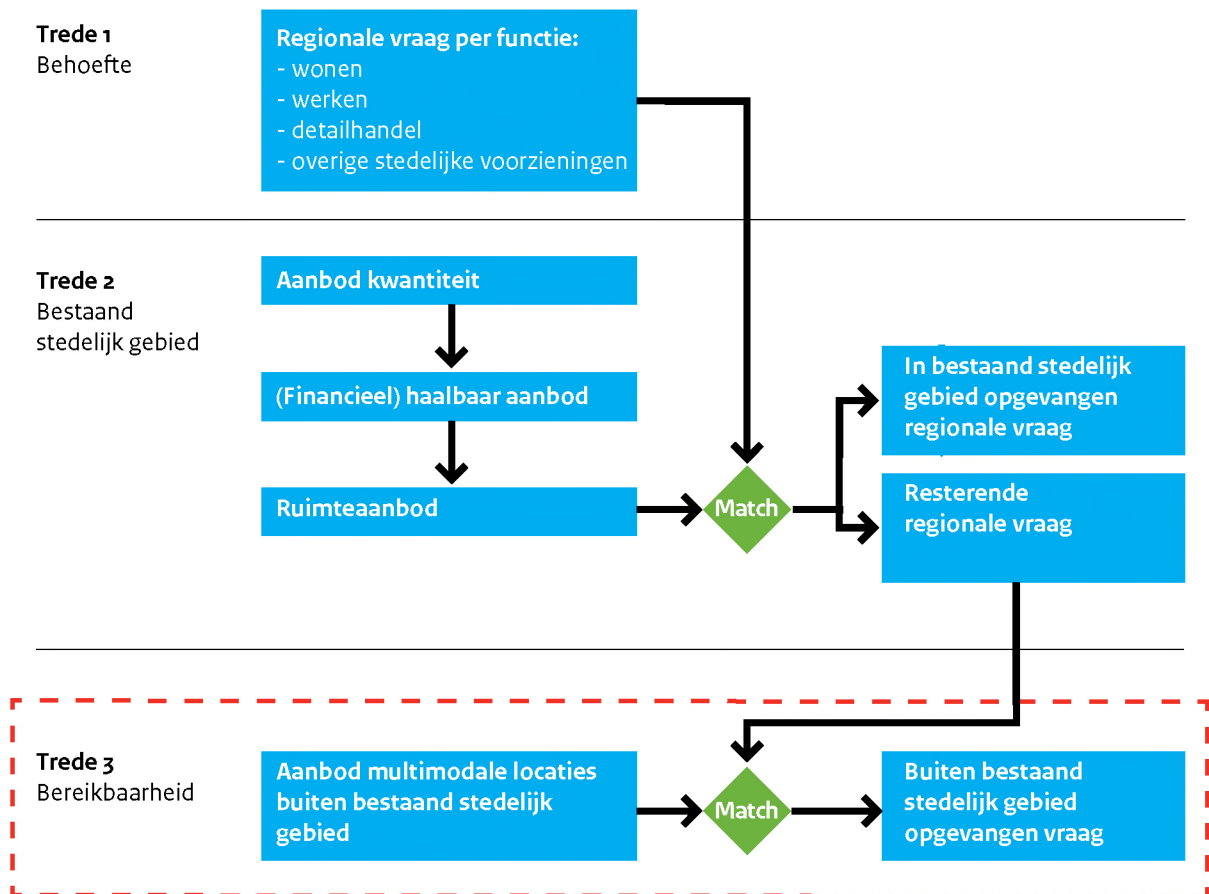 Trede 1
Behoefte
Regionale vraag per functie:
- wonen
- werken
- detailhandel
- overige stedelijke voorzieningen
Trede 2
Bestaand
stedelijk gebied
Aanbod kwantiteit
(Financieel) haalbaar aanbod
Ruimteaanbod
Match
In bestaand stedelijk
gebied opgevangen
regionale vraag
Resterende
regionale vraag
Trede 3
Bereikbaarheid
Aanbod multimodale locaties
buiten bestaand stedelijk
gebied
Match
Buiten bestaand
stedelijk gebied
opgevangen vraag